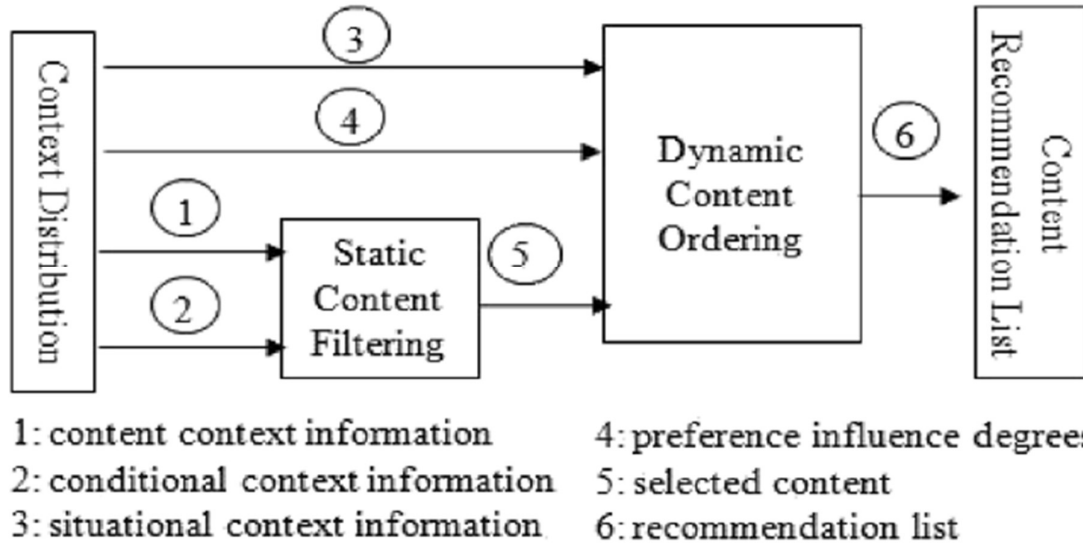 Context Distribution
3
4
1
2
Static
Content
Filtering
5
Dynamic
Content
Ordering
6
Content
Recommendation List
1: content context information
2: conditional context information
3: situational context information
4: preference influence degrees
5: selected content
6: recommendation list